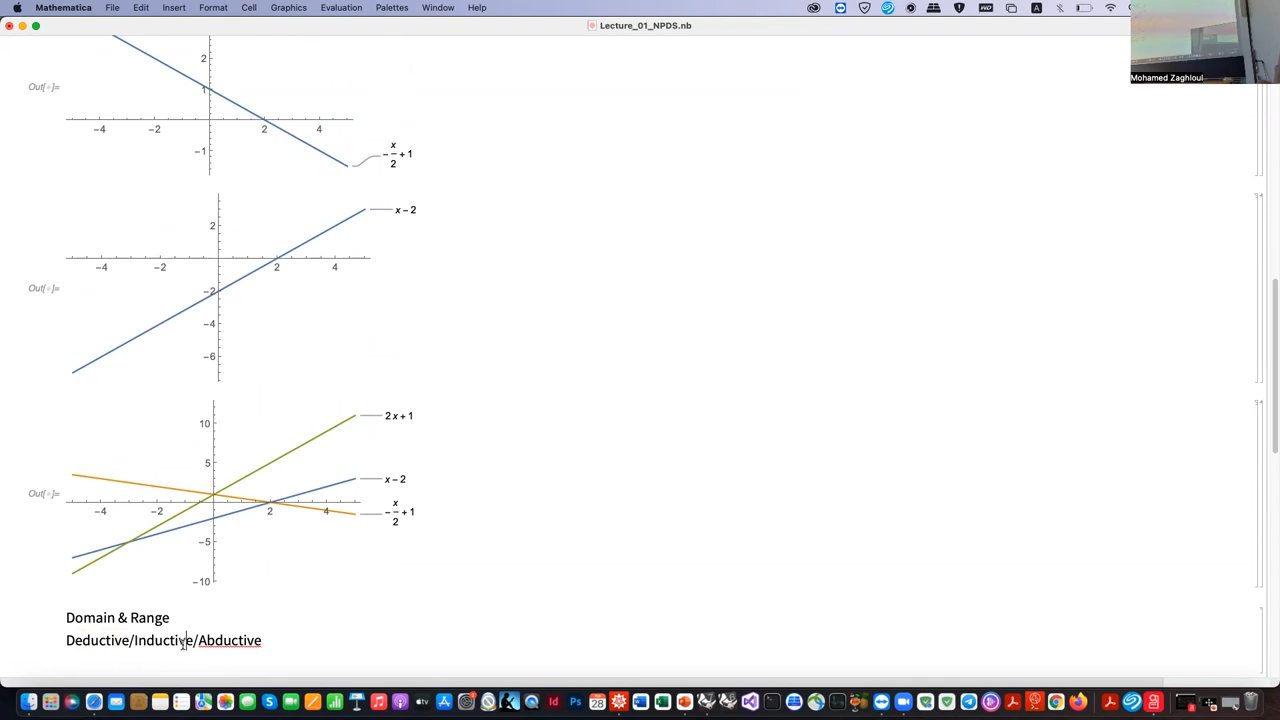 Mathematica File Edit Insert Format Cell Graphics Evaluation Palettes Window Help
Lecture_01_NPDS.nb
Mohamed Zaghloul
Out[ ]=
2
1
-4 -2 2 4
-1
-x/2+1
Out[ ]=
x-2
2
-4 -2 2 4
-2
-4
-6
Out[ ]=
2x+1
10
5
x-2
-4 -2 2 4
-x/2+1
-5
-10
Domain & Range
Deductive/Inductive/Abductive